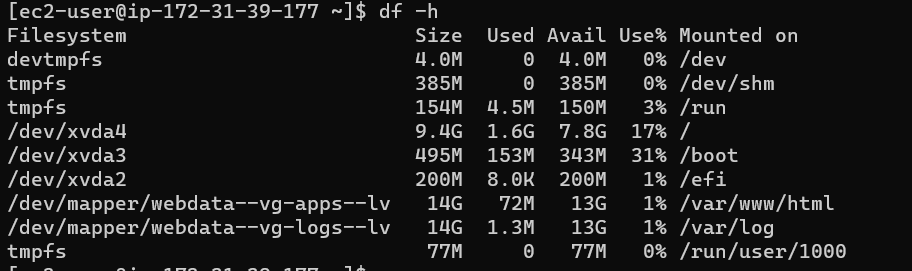 [ec2-user@ip-172-31-39-177 ~]$ df -h
Filesystem                        Size  Used Avail Use% Mounted on
devtmpfs                          4.0M     0  4.0M   0% /dev
tmpfs                             385M     0  385M   0% /dev/shm
tmpfs                             154M  4.5M  150M   3% /run
/dev/xvda4                        9.4G  1.6G  7.8G  17% /
/dev/xvda3                        495M  153M  343M  31% /boot
/dev/xvda2                        200M  8.0K  200M   1% /efi
/dev/mapper/webdata--vg-apps--lv   14G   72M   13G   1% /var/www/html
/dev/mapper/webdata--vg-logs--lv   14G  1.3M   13G   1% /var/log
tmpfs                              77M     0   77M   0% /run/user/1000